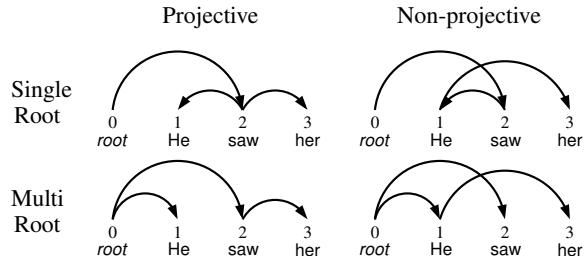 Projective Non-projective
Single
Root
0 1 2 3 0 1 2 3
root He saw her root He saw her
Multi
Root
0 1 2 3 0 1 2 3
root He saw her root He saw her